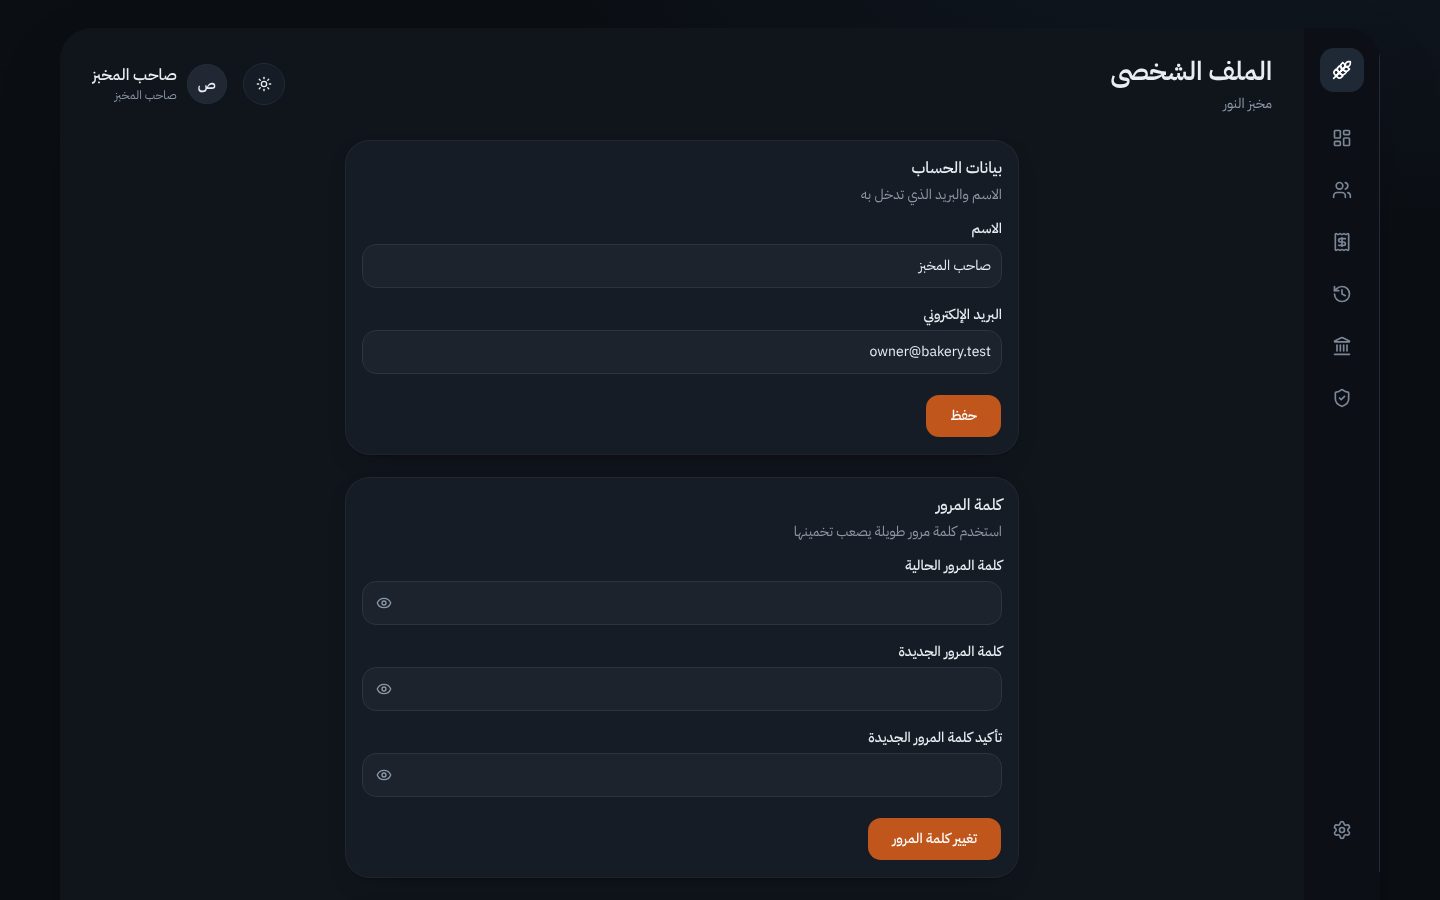 الملف الشخصي
مخبز النور
ص
صاحب المخبز
صاحب المخبز
بيانات الحساب
الاسم والبريد الذي تدخل به
الاسم
صاحب المخبز
البريد الإلكتروني
owner@bakery.test
حفظ
كلمة المرور
استخدم كلمة مرور طويلة يصعب تخمينها
كلمة المرور الحالية
كلمة المرور الجديدة
تأكيد كلمة المرور الجديدة
تغيير كلمة المرور